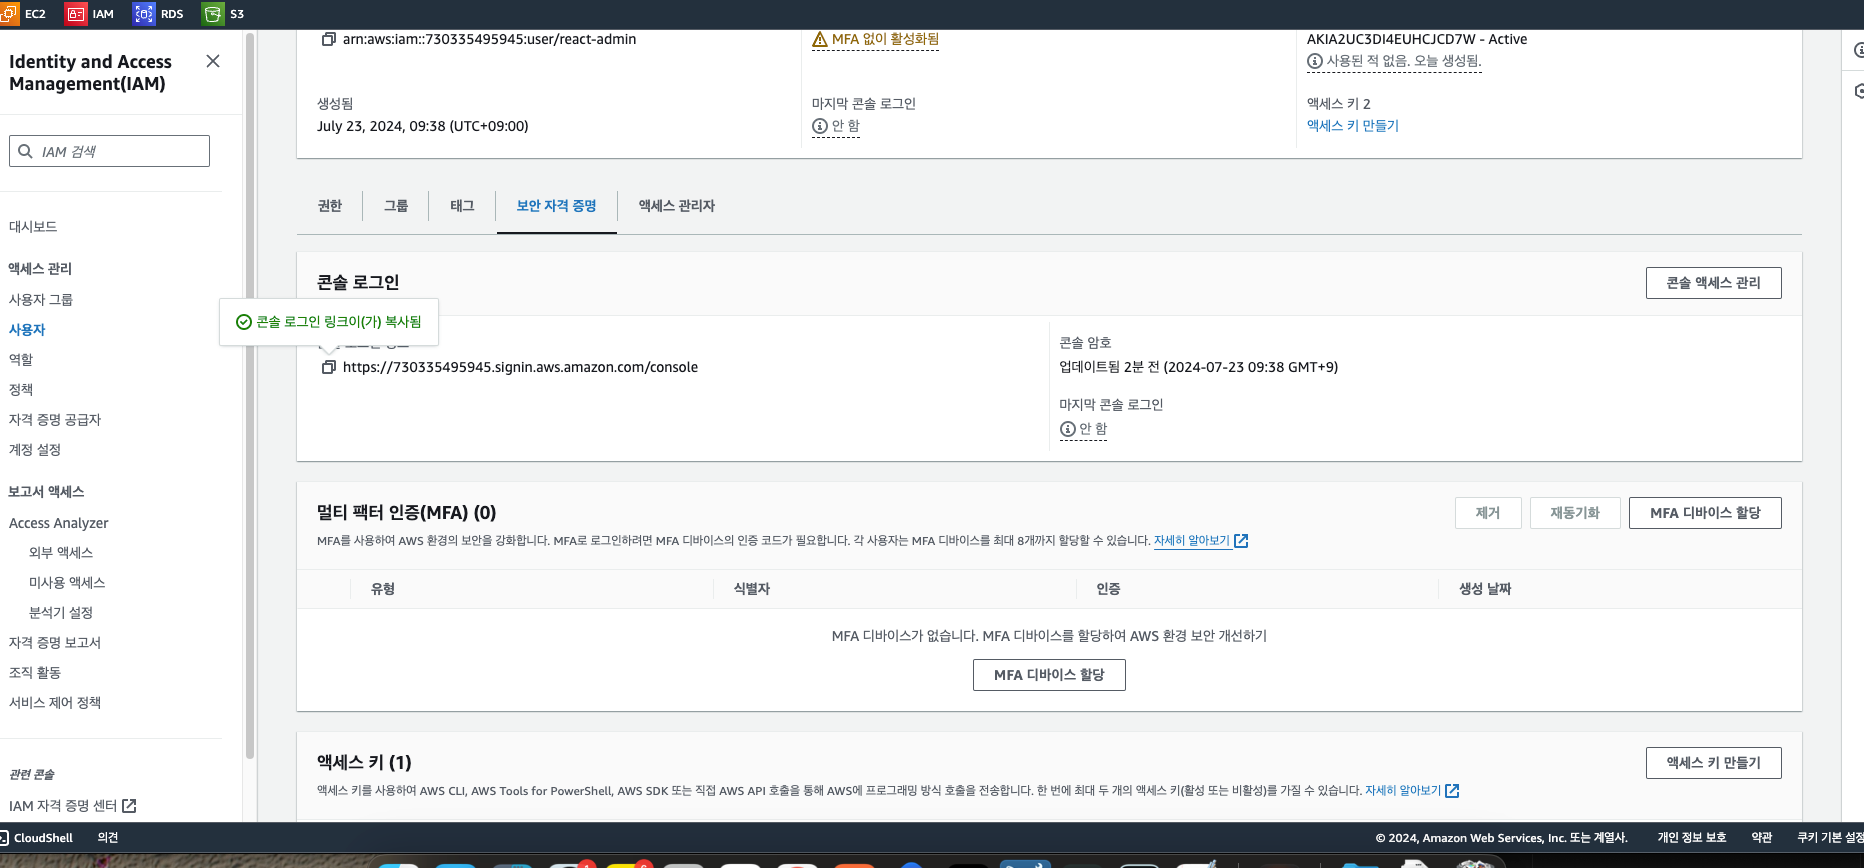 EC2 IAM RDS S3
Identity and Access
Management(IAM)
IAM 검색
대시보드
액세스 관리
사용자 그룹
사용자
역할
정책
자격 증명 공급자
계정 설정
보고서 액세스
Access Analyzer
외부 액세스
미사용 액세스
분석기 설정
자격 증명 보고서
조직 활동
서비스 제어 정책
관련 콘솔
IAM 자격 증명 센터
arn:aws:iam::730335495945:user/react-admin
생성됨
July 23, 2024, 09:38 (UTC+09:00)
MFA 없이 활성화됨
마지막 콘솔 로그인
안 함
AKIA2UC3DI4EUHCJCD7W - Active
사용된 적 없음. 오늘 생성됨.
액세스 키 2
액세스 키 만들기
권한 그룹 태그 보안 자격 증명 액세스 관리자
콘솔 로그인
콘솔 액세스 관리
콘솔 로그인 링크이(가) 복사됨
https://730335495945.signin.aws.amazon.com/console
콘솔 암호
업데이트됨 2분 전 (2024-07-23 09:38 GMT+9)
마지막 콘솔 로그인
안 함
멀티 팩터 인증(MFA) (0)
제거 재동기화 MFA 디바이스 할당
MFA를 사용하여 AWS 환경의 보안을 강화합니다. MFA로 로그인하려면 MFA 디바이스의 인증 코드가 필요합니다. 각 사용자는 MFA 디바이스를 최대 8개까지 할당할 수 있습니다. 자세히 알아보기
유형 식별자 인증 생성 날짜
MFA 디바이스가 없습니다. MFA 디바이스를 할당하여 AWS 환경 보안 개선하기
MFA 디바이스 할당
액세스 키 (1)
액세스 키 만들기
액세스 키를 사용하여 AWS CLI, AWS Tools for PowerShell, AWS SDK 또는 직접 AWS API 호출을 통해 AWS에 프로그래밍 방식 호출을 전송합니다. 한 번에 최대 두 개의 액세스 키(활성 또는 비활성)를 가질 수 있습니다. 자세히 알아보기
CloudShell 의견
© 2024, Amazon Web Services, Inc. 또는 계열사. 개인 정보 보호 약관 쿠키 기본 설정